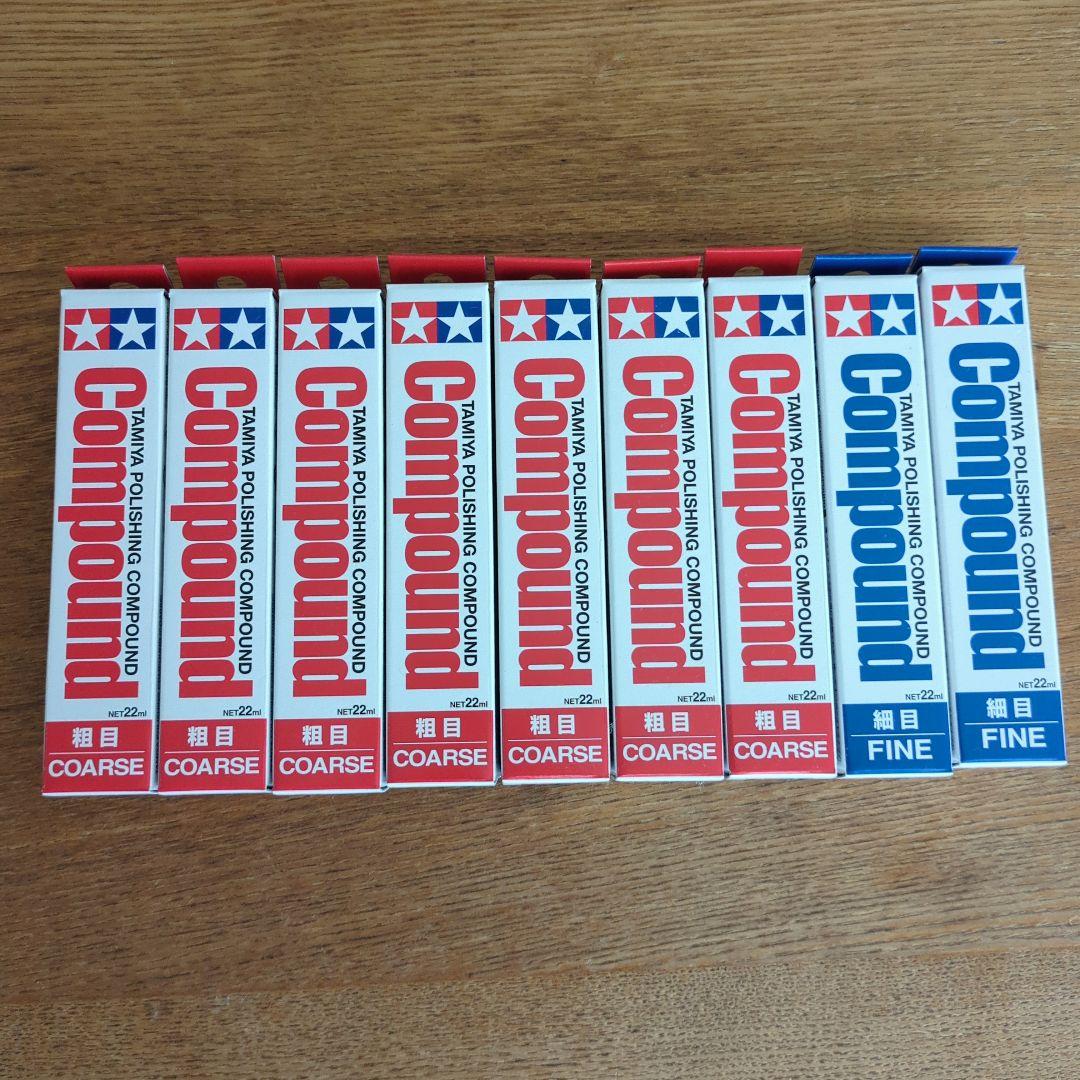 Compound
TAMIYA POLISHING COMPOUND
NET22ml
粗目
COARSE
Compound
TAMIYA POLISHING COMPOUND
NET22ml
粗目
COARSE
Compound
TAMIYA POLISHING COMPOUND
NET22ml
粗目
COARSE
Compound
TAMIYA POLISHING COMPOUND
NET22ml
粗目
COARSE
Compound
TAMIYA POLISHING COMPOUND
NET22ml
粗目
COARSE
Compound
TAMIYA POLISHING COMPOUND
NET22ml
粗目
COARSE
Compound
TAMIYA POLISHING COMPOUND
NET22ml
粗目
COARSE
Compound
TAMIYA POLISHING COMPOUND
NET22ml
細目
FINE
Compound
TAMIYA POLISHING COMPOUND
NET22ml
細目
FINE